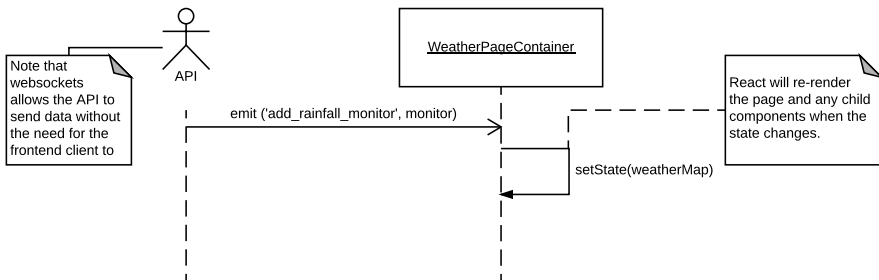 Note that
websockets
allows the API to
send data without
the need for the
frontend client to
API
WeatherPageContainer
emit ('add_rainfall_monitor', monitor)
setState(weatherMap)
React will re-render
the page and any child
components when the
state changes.